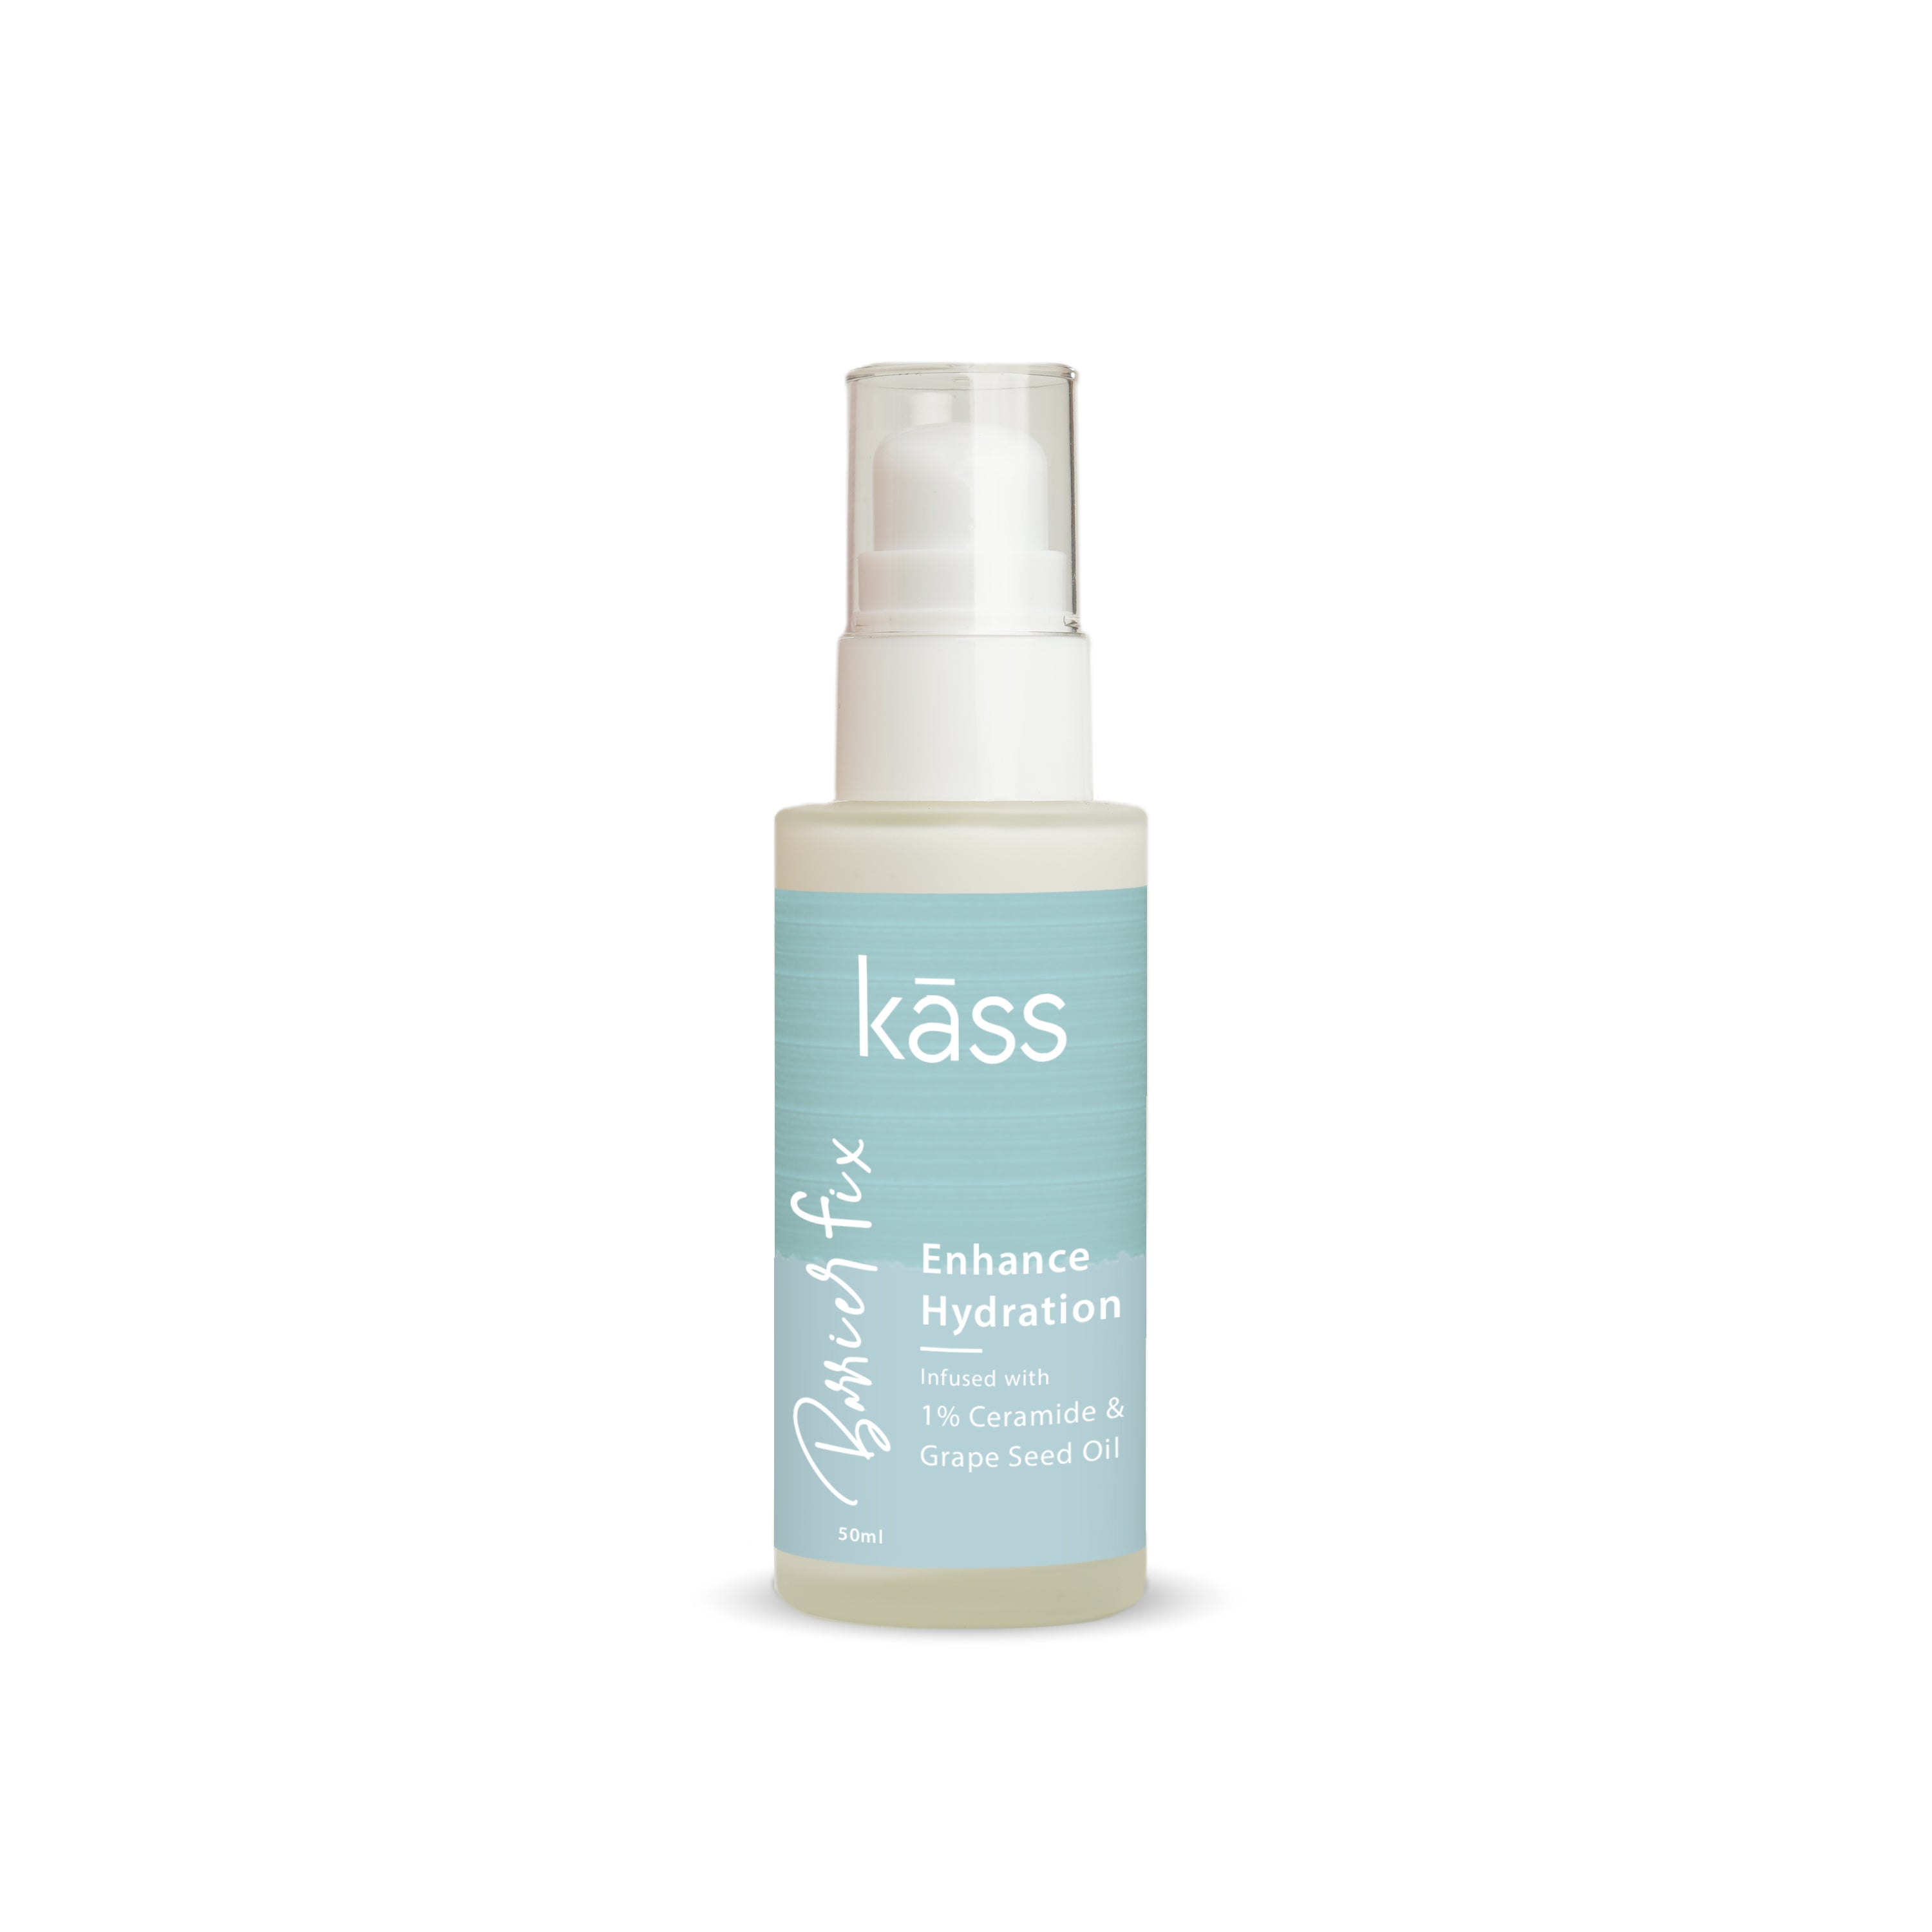 kāss
Barrier fix
Enhance
Hydration
Infused with
1% Ceramide &
Grape Seed Oil
50ml